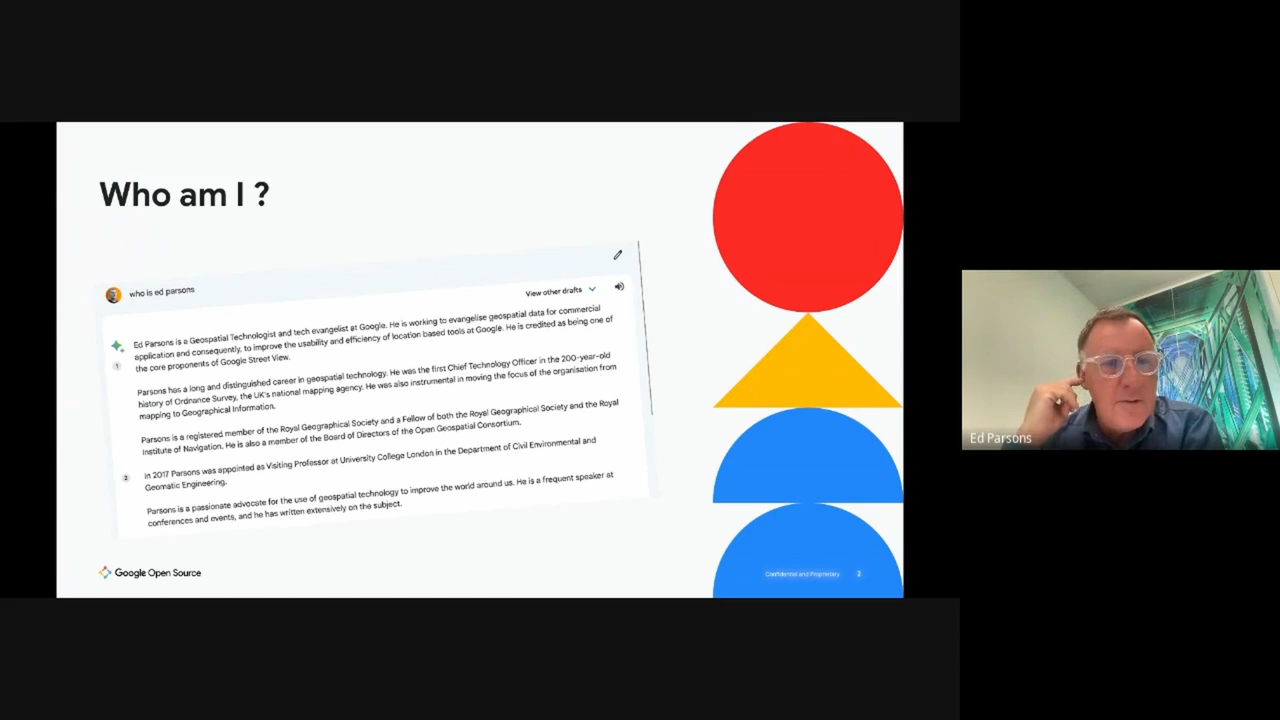 Who am I ?
who is ed parsons
View other drafts
Ed Parsons is a Geospatial Technologist and tech evangelist at Google. He is working to evangelise geospatial data for commercial
application and consequently, to improve the usability and efficiency of location based tools at Google. He is credited as being one of
the core proponents of Google Street View.
1
Parsons has a long and distinguished career in geospatial technology. He was the first Chief Technology Officer in the 200-year-old
history of Ordnance Survey, the UK's national mapping agency. He was also instrumental in moving the focus of the organisation from
mapping to Geographical Information.
Parsons is a registered member of the Royal Geographical Society and a Fellow of both the Royal Geographical Society and the Royal
Institute of Navigation. He is also a member of the Board of Directors of the Open Geospatial Consortium.
2
In 2017 Parsons was appointed as Visiting Professor at University College London in the Department of Civil Environmental and
Geomatic Engineering.
Parsons is a passionate advocate for the use of geospatial technology to improve the world around us. He is a frequent speaker at
conferences and events, and he has written extensively on the subject.
Google Open Source
Confidential and Proprietary
2
Ed Parsons